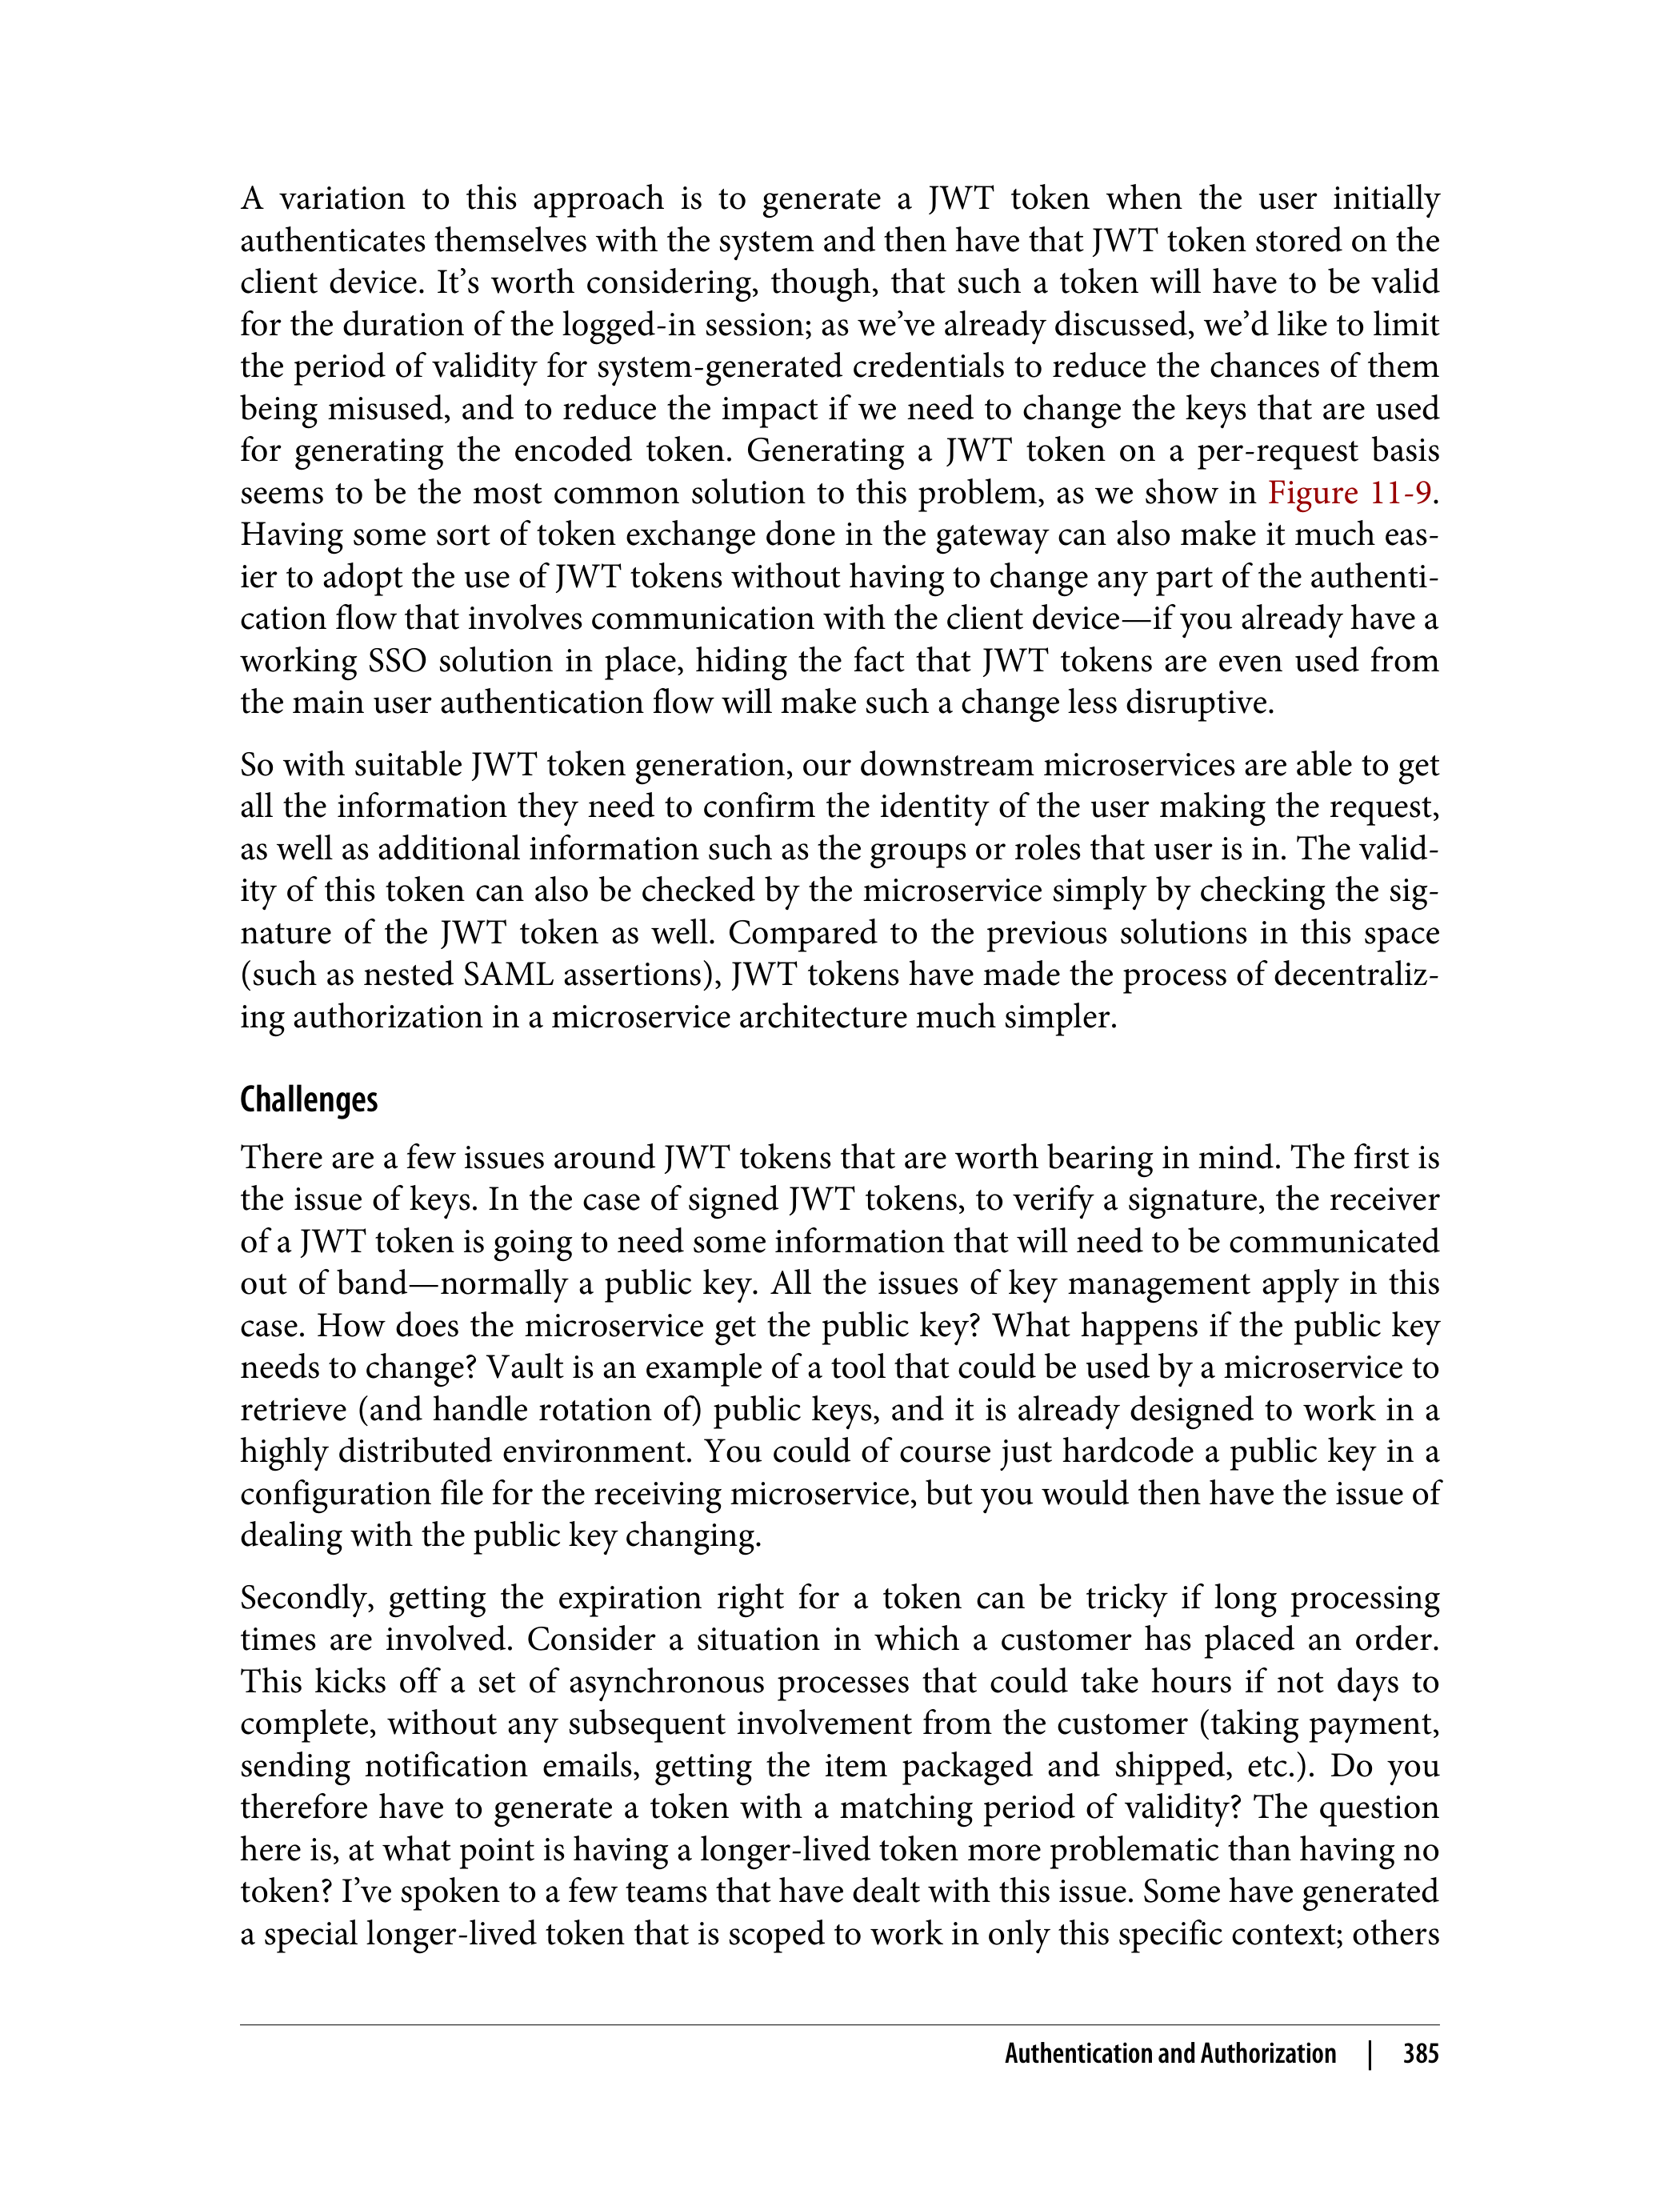 A variation to this approach is to generate a JWT token when the user initially
authenticates themselves with the system and then have that JWT token stored on the
client device. It’s worth considering, though, that such a token will have to be valid
for the duration of the logged-in session; as we’ve already discussed, we’d like to limit
the period of validity for system-generated credentials to reduce the chances of them
being misused, and to reduce the impact if we need to change the keys that are used
for generating the encoded token. Generating a JWT token on a per-request basis
seems to be the most common solution to this problem, as we show in Figure 11-9.
Having some sort of token exchange done in the gateway can also make it much eas-
ier to adopt the use of JWT tokens without having to change any part of the authenti-
cation flow that involves communication with the client device—if you already have a
working SSO solution in place, hiding the fact that JWT tokens are even used from
the main user authentication flow will make such a change less disruptive.
So with suitable JWT token generation, our downstream microservices are able to get
all the information they need to confirm the identity of the user making the request,
as well as additional information such as the groups or roles that user is in. The valid-
ity of this token can also be checked by the microservice simply by checking the sig-
nature of the JWT token as well. Compared to the previous solutions in this space
(such as nested SAML assertions), JWT tokens have made the process of decentraliz-
ing authorization in a microservice architecture much simpler.
Challenges
There are a few issues around JWT tokens that are worth bearing in mind. The first is
the issue of keys. In the case of signed JWT tokens, to verify a signature, the receiver
of a JWT token is going to need some information that will need to be communicated
out of band—normally a public key. All the issues of key management apply in this
case. How does the microservice get the public key? What happens if the public key
needs to change? Vault is an example of a tool that could be used by a microservice to
retrieve (and handle rotation of) public keys, and it is already designed to work in a
highly distributed environment. You could of course just hardcode a public key in a
configuration file for the receiving microservice, but you would then have the issue of
dealing with the public key changing.
Secondly, getting the expiration right for a token can be tricky if long processing
times are involved. Consider a situation in which a customer has placed an order.
This kicks off a set of asynchronous processes that could take hours if not days to
complete, without any subsequent involvement from the customer (taking payment,
sending notification emails, getting the item packaged and shipped, etc.). Do you
therefore have to generate a token with a matching period of validity? The question
here is, at what point is having a longer-lived token more problematic than having no
token? I’ve spoken to a few teams that have dealt with this issue. Some have generated
a special longer-lived token that is scoped to work in only this specific context; others
Authentication and Authorization | 385